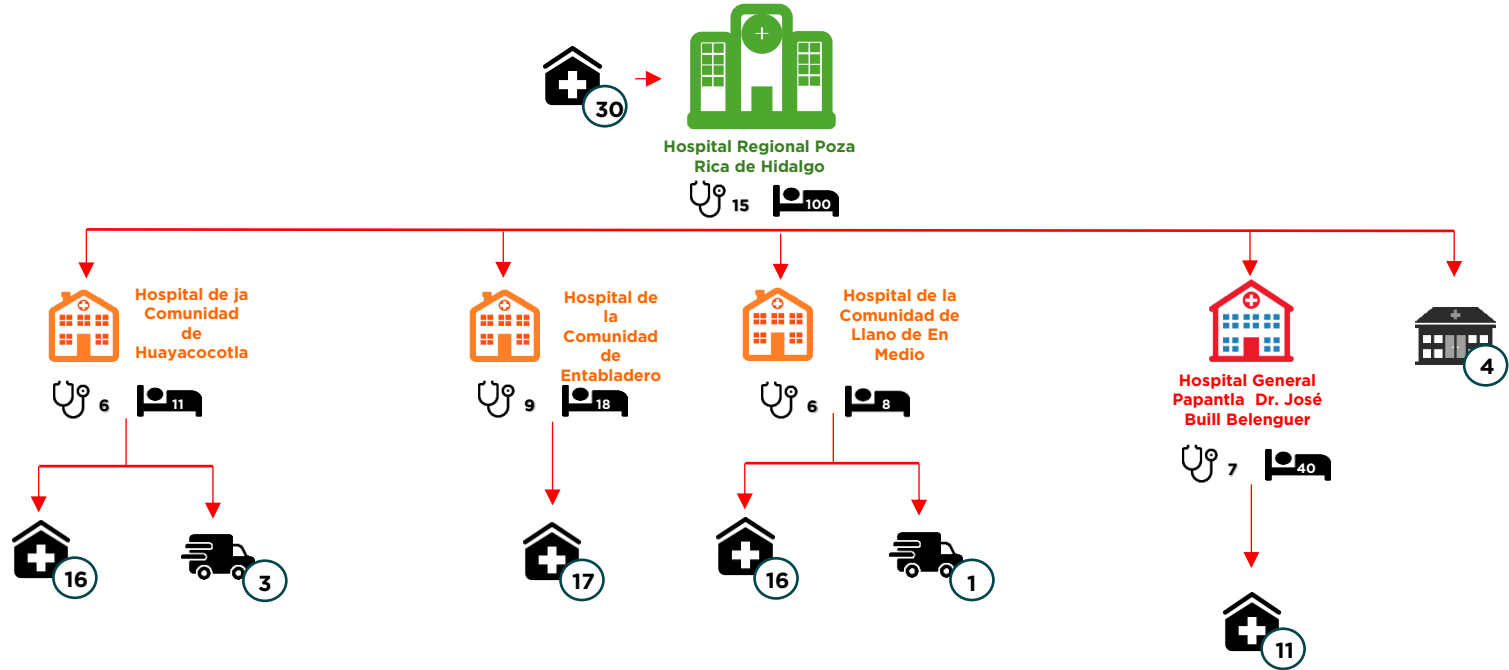 30
Hospital Regional Poza
Rica de Hidalgo
15
100
Hospital de ja
Comunidad
de
Huayacocotla
6
11
16
3
Hospital de
la
Comunidad
de
Entabladero
9
18
17
Hospital de la
Comunidad de
Llano de En
Medio
6
8
16
1
Hospital General
Papantla Dr. José
Buill Belenguer
7
40
11
4